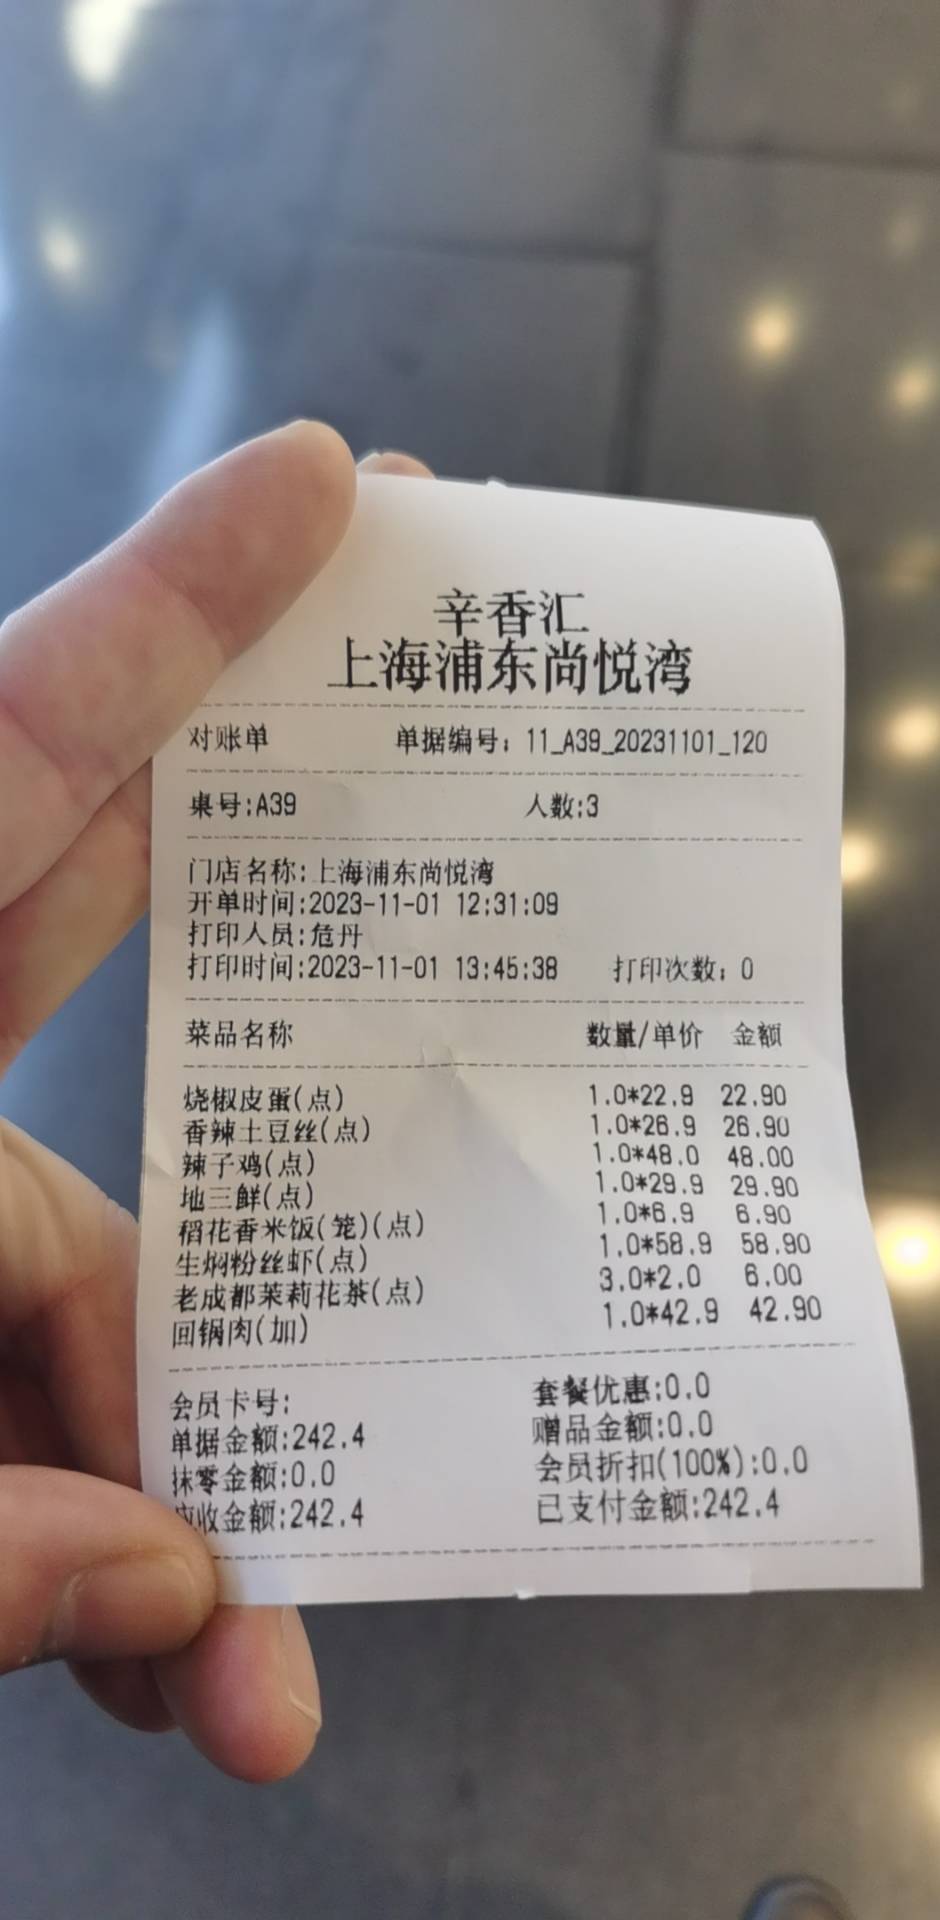 辛香汇
上海浦东尚悦湾
对账单 单据编号: 11_A39_20231101_120
桌号:A39 人数:3
门店名称:上海浦东尚悦湾
开单时间:2023-11-01 12:31:09
打印人员:危丹
打印时间:2023-11-01 13:45:38 打印次数: 0
菜品名称 数量/单价 金额
烧椒皮蛋(点) 1.0*22.9 22.90
香辣土豆丝(点) 1.0*26.9 26.90
辣子鸡(点) 1.0*48.0 48.00
地三鲜(点) 1.0*29.9 29.90
稻花香米饭(笼)(点) 1.0*6.9 6.90
生焖粉丝虾(点) 1.0*58.9 58.90
老成都茉莉花茶(点) 3.0*2.0 6.00
回锅肉(加) 1.0*42.9 42.90
会员卡号: 套餐优惠:0.0
单据金额:242.4 赠品金额:0.0
抹零金额:0.0 会员折扣(100%):0.0
应收金额:242.4 已支付金额:242.4